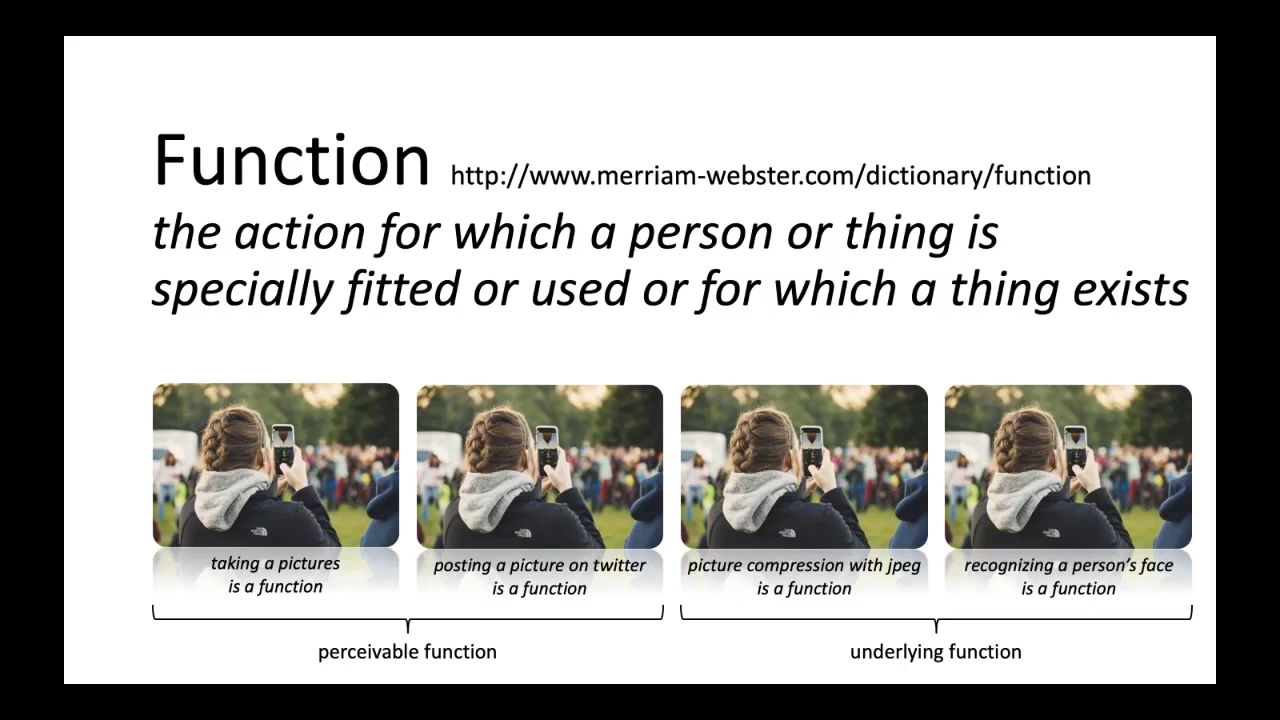 Function http://www.merriam-webster.com/dictionary/function
the action for which a person or thing is
specially fitted or used or for which a thing exists
taking a pictures
is a function
posting a picture on twitter
is a function
picture compression with jpeg
is a function
recognizing a person's face
is a function
perceivable function
underlying function